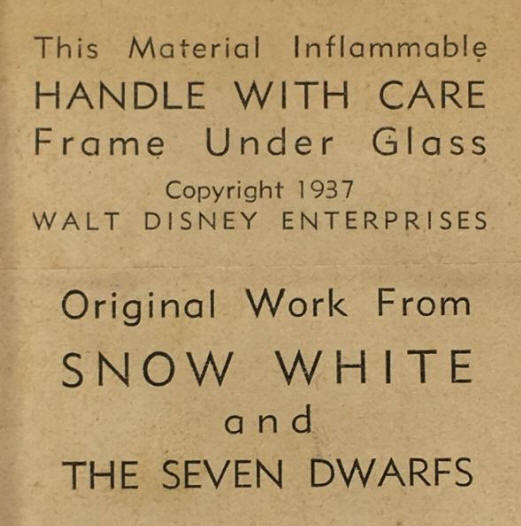 This Material Inflammable
HANDLE WITH CARE
Frame Under Glass
Copyright 1937
WALT DISNEY ENTERPRISES
Original Work From
SNOW WHITE
and
THE SEVEN DWARFS